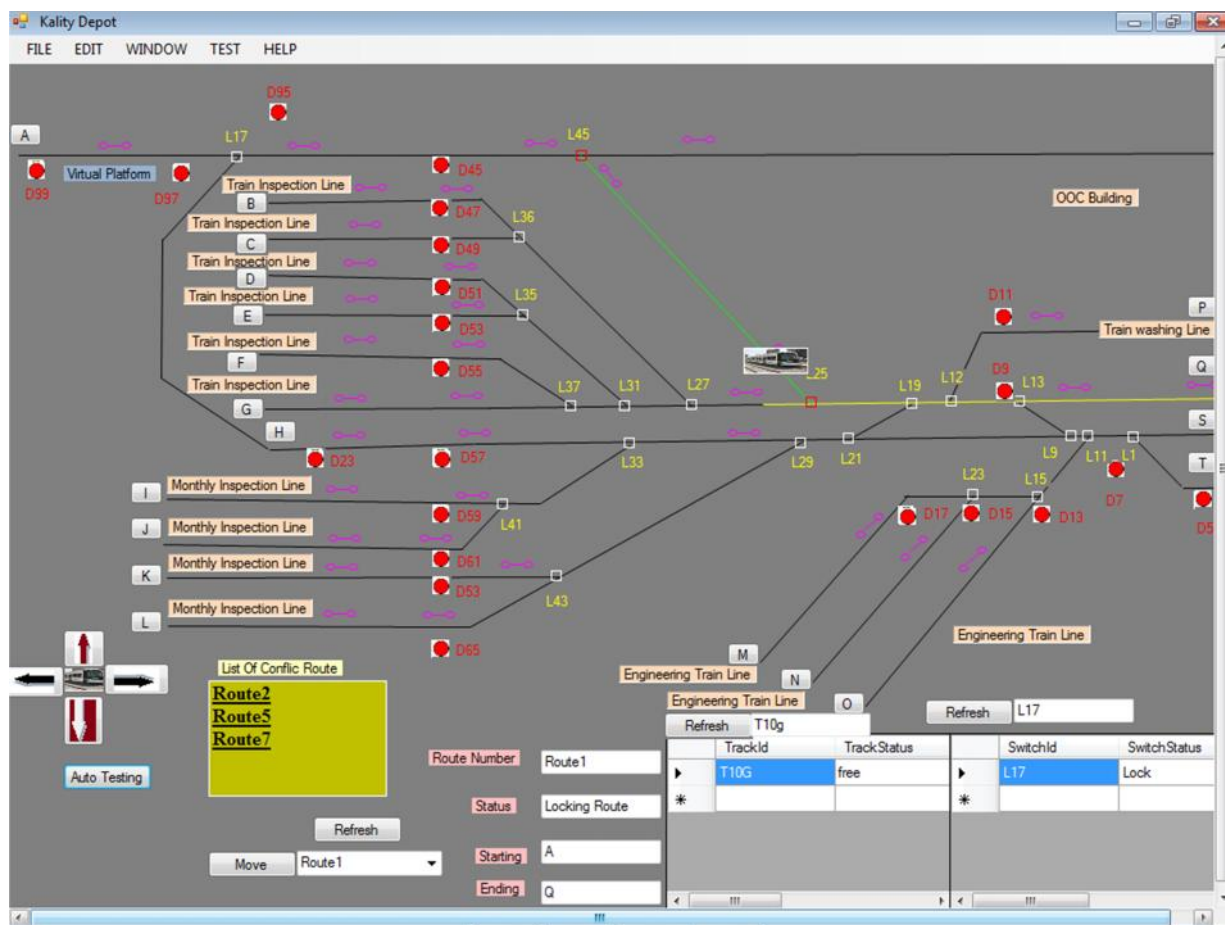 Kality Depot
FILE EDIT WINDOW TEST HELP
D95
A
L17
L45
D99
Virtual Platform
D97
D45
Train Inspection Line
B
D47
OOC Building
Train Inspection Line
L36
C
D49
Train Inspection Line
D
D51
D11
Train Inspection Line
L35
P
E
D53
Train washing Line
Train Inspection Line
F
D55
L25
D9
Q
Train Inspection Line
L37
L31
L27
L19
L12
L13
G
H
S
D23
D57
L33
L29
L21
L9
L11
L1
T
I
Monthly Inspection Line
L23
L15
D7
D59
L41
D17
D15
D13
D5
J
Monthly Inspection Line
D61
Monthly Inspection Line
K
D53
L43
Monthly Inspection Line
L
D65
Engineering Train Line
M
List Of Conflic Route
Engineering Train Line
N
Route2
Engineering Train Line
O
Route5
Refresh T10g
Refresh L17
Route7
TrackId TrackStatus
SwitchId SwitchStatus
Route Number Route1
T10G free
L17 Lock
Auto Testing
Status Locking Route
Refresh
Move Route1
Starting A
Ending Q